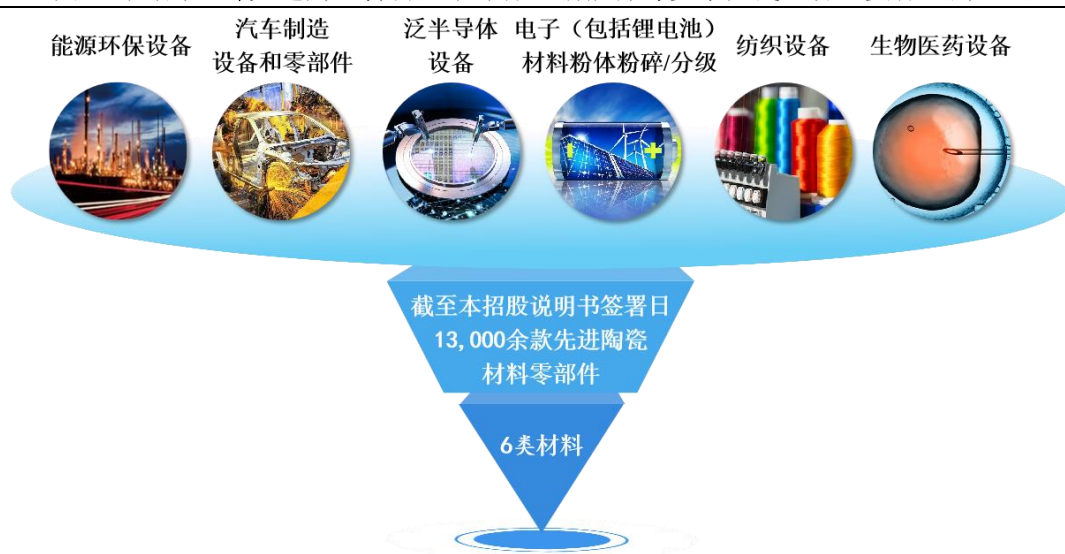 能源环保设备
汽车制造
设备和零部件
泛半导体
设备
电子（包括锂电池）
材料粉体粉碎/分级
纺织设备
生物医药设备
截至本招股说明书签署日
13,000余款先进陶瓷
材料零部件
6类材料